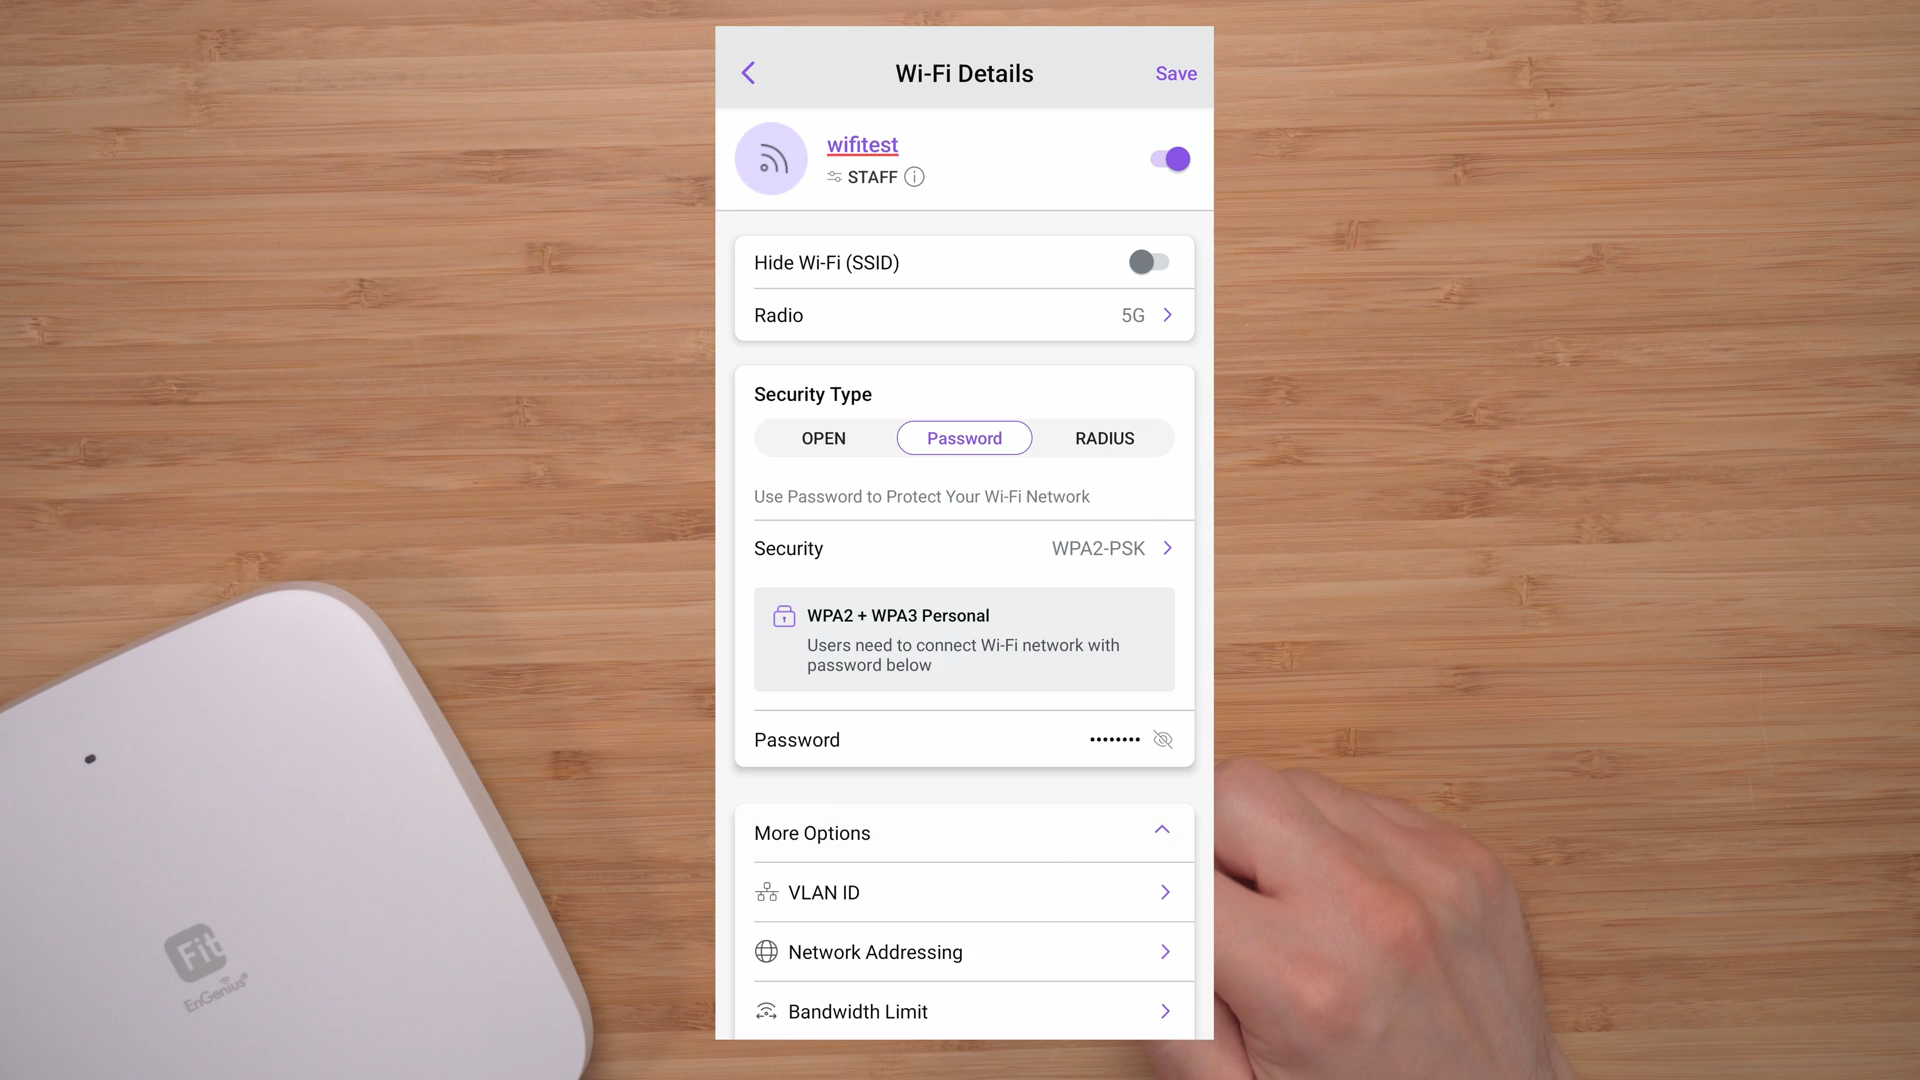 Wi-Fi Details
Save
wifitest
STAFF
Hide Wi-Fi (SSID)
Radio
5G
Security Type
OPEN
Password
RADIUS
Use Password to Protect Your Wi-Fi Network
Security
WPA2-PSK
WPA2 + WPA3 Personal
Users need to connect Wi-Fi network with
password below
Password
••••••••
More Options
VLAN ID
Network Addressing
Bandwidth Limit
Fit
EnGenius®